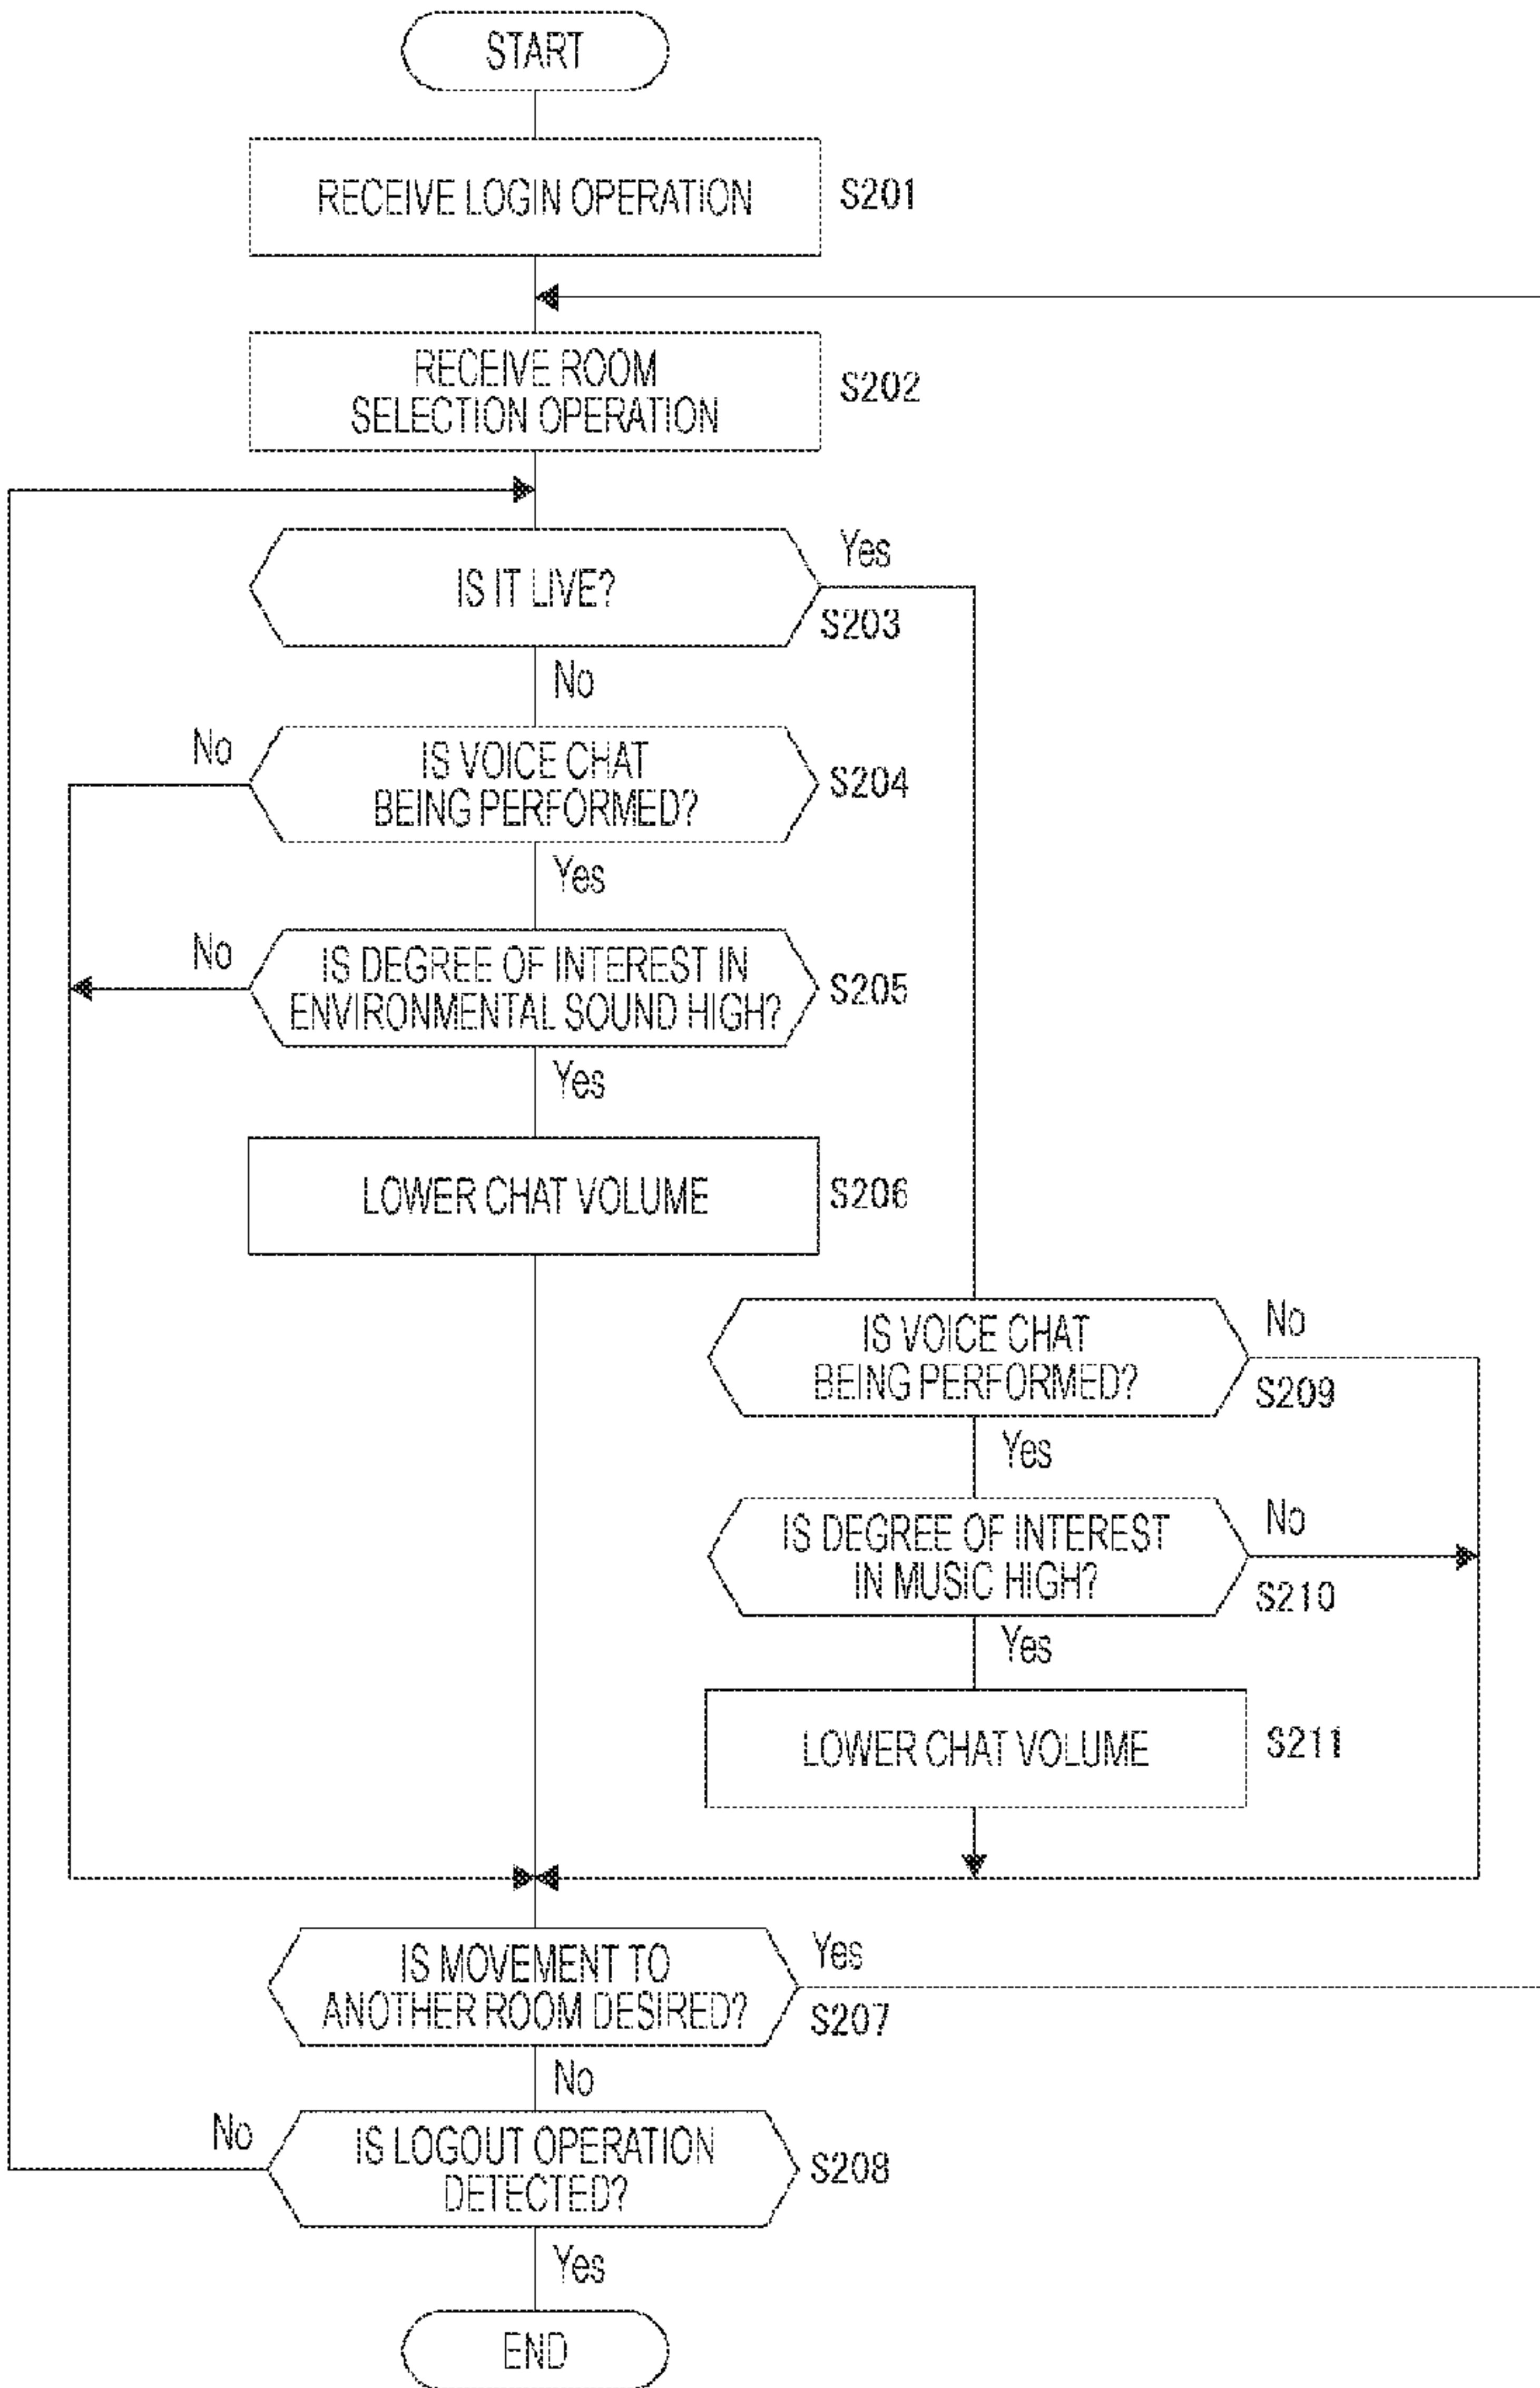 START
RECEIVE LOGIN OPERATION
S201
RECEIVE ROOM
SELECTION OPERATION
S202
IS IT LIVE?
Yes
S203
No
IS VOICE CHAT
BEING PERFORMED?
No
S204
Yes
IS DEGREE OF INTEREST IN
ENVIRONMENTAL SOUND HIGH?
No
S205
Yes
LOWER CHAT VOLUME
S206
IS VOICE CHAT
BEING PERFORMED?
No
S209
Yes
IS DEGREE OF INTEREST
IN MUSIC HIGH?
No
S210
Yes
LOWER CHAT VOLUME
S211
IS MOVEMENT TO
ANOTHER ROOM DESIRED?
Yes
S207
No
IS LOGOUT OPERATION
DETECTED?
No
S208
Yes
END